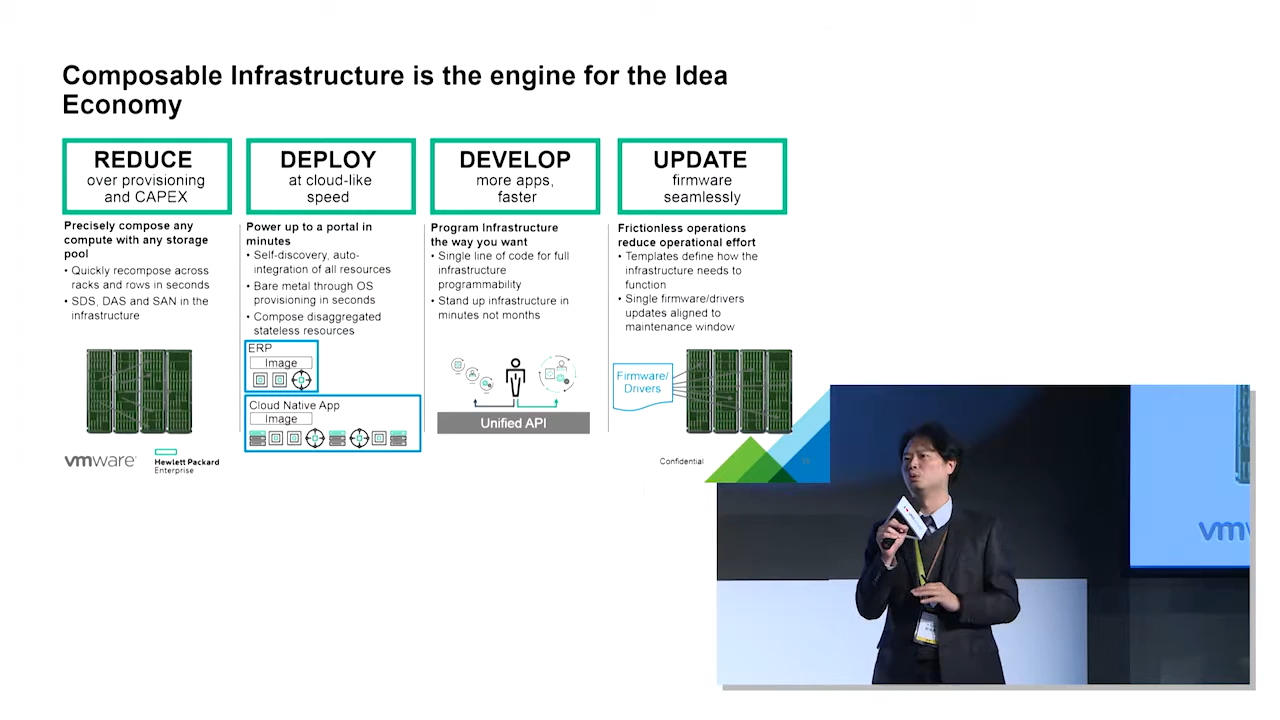 Composable Infrastructure is the engine for the Idea
Economy
REDUCE
over provisioning
and CAPEX
Precisely compose any
compute with any storage
pool
• Quickly recompose across
racks and rows in seconds
• SDS, DAS and SAN in the
infrastructure
DEPLOY
at cloud-like
speed
Power up to a portal in
minutes
• Self-discovery, auto-
integration of all resources
• Bare metal through OS
provisioning in seconds
• Compose disaggregated
stateless resources
ERP
Image
Cloud Native App
Image
DEVELOP
more apps,
faster
Program Infrastructure
the way you want
• Single line of code for full
infrastructure
programmability
• Stand up infrastructure in
minutes not months
Unified API
UPDATE
firmware
seamlessly
Frictionless operations
reduce operational effort
• Templates define how the
infrastructure needs to
function
• Single firmware/drivers
updates aligned to
maintenance window
Firmware/
Drivers
vmware
Hewlett Packard
Enterprise
Confidential
vmw